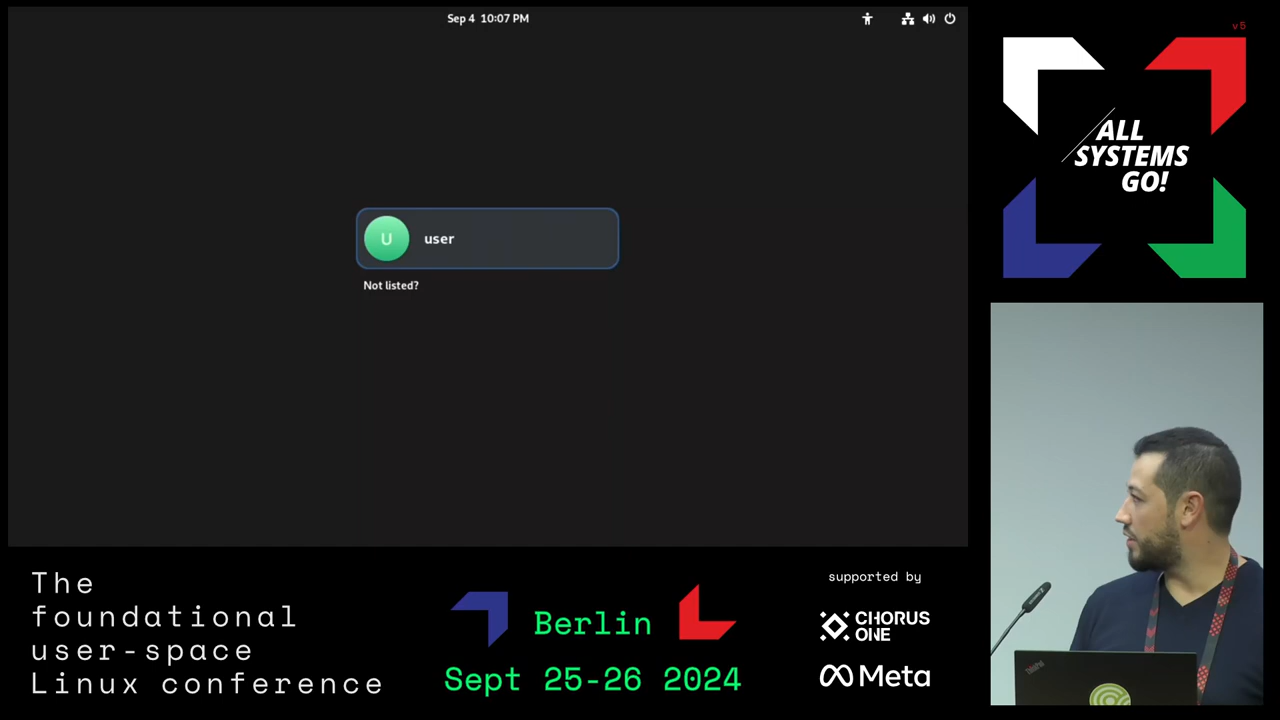 Sep 4 10:07 PM
v5
ALL
SYSTEMS
GO!
U
user
Not listed?
The
foundational
user-space
Linux conference
Berlin
Sept 25-26 2024
supported by
CHORUS
ONE
Meta
ThinkPad